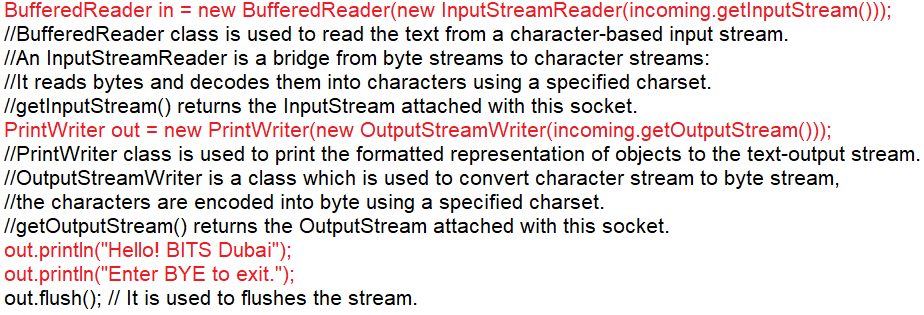 BufferedReader in = new BufferedReader(new InputStreamReader(incoming.getInputStream()));
//BufferedReader class is used to read the text from a character-based input stream.
//An InputStreamReader is a bridge from byte streams to character streams:
//It reads bytes and decodes them into characters using a specified charset.
//getInputStream() returns the InputStream attached with this socket.
PrintWriter out = new PrintWriter(new OutputStreamWriter(incoming.getOutputStream()));
//PrintWriter class is used to print the formatted representation of objects to the text-output stream.
//OutputStreamWriter is a class which is used to convert character stream to byte stream,
//the characters are encoded into byte using a specified charset.
//getOutputStream() returns the OutputStream attached with this socket.
out.println("Hello! BITS Dubai");
out.println("Enter BYE to exit.");
out.flush(); // It is used to flushes the stream.